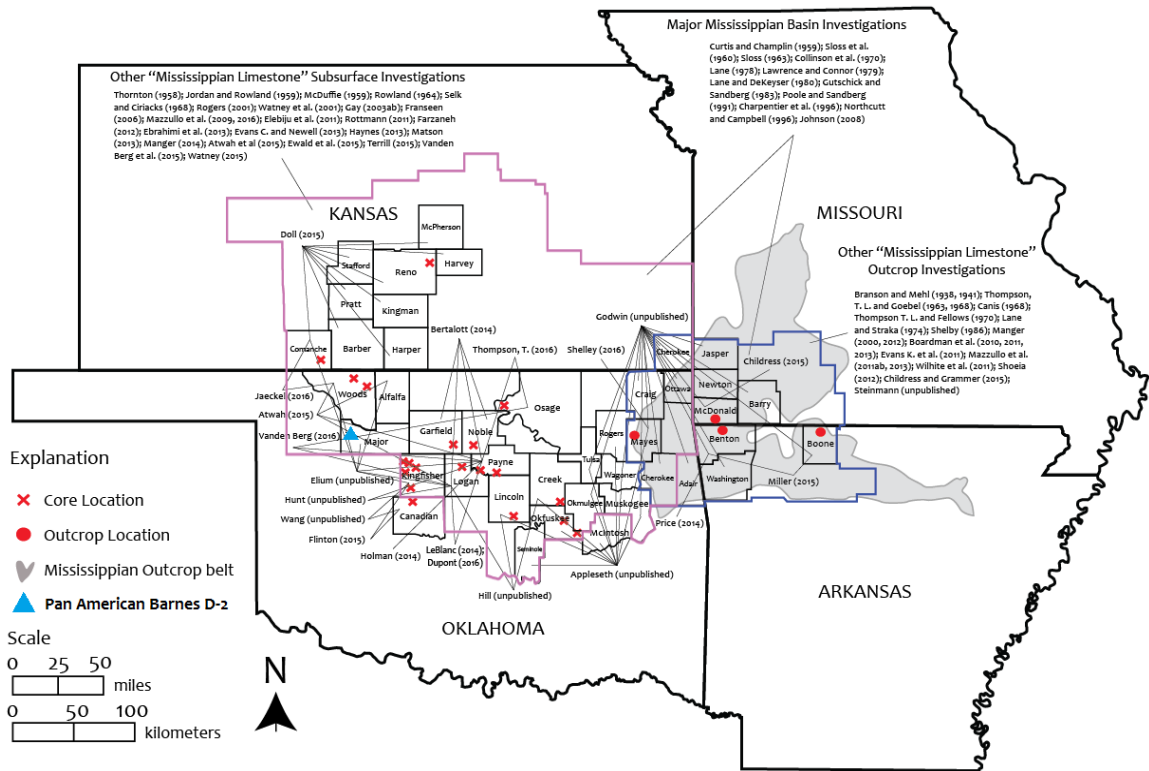 Major Mississippian Basin Investigations
Curtis and Champlin (1959); Sloss et al.
(1960); Sloss (1963); Collinson et al. (1970);
Lane (1978); Lawrence and Connor (1979);
Lane and DeKeyser (1980); Gutschick and
Sandberg (1983); Poole and Sandberg
(1991); Charpentier et al. (1996); Northcutt
and Campbell (1996); Johnson (2008)
Other “Mississippian Limestone” Subsurface Investigations
Thornton (1958); Jordan and Rowland (1959); McDuffie (1959); Rowland (1964); Selk
and Ciriacks (1968); Rogers (2001); Watney et al. (2001); Gay (2003ab); Franseen
(2006); Mazzullo et al. (2009, 2016); Elebiju et al. (2011); Rottmann (2011); Farzaneh
(2012); Ebrahimi et al. (2013); Evans C. and Newell (2013); Haynes (2013); Matson
(2013); Manger (2014); Atwah et al (2015); Ewald et al. (2015); Terrill (2015); Vanden
Berg et al. (2015); Watney (2015)
KANSAS
MISSOURI
Other “Mississippian Limestone”
Outcrop Investigations
Branson and Mehl (1938, 1941); Thompson,
T. L. and Goebel (1963, 1968); Canis (1968);
Thompson T. L. and Fellows (1970); Lane
and Straka (1974); Shelby (1986); Manger
(2000, 2012); Boardman et al. (2010, 2011,
2013); Evans K. et al. (2011); Mazzullo et al.
(2011ab, 2013); Wilhite et al. (2011); Shoeia
(2012); Childress and Grammer (2015);
Steinmann (unpublished)
Doll (2015)
McPherson
Stafford
Reno
Harvey
Pratt
Kingman
Bertalott (2014)
Godwin (unpublished)
Comanche
Barber
Harper
Thompson, T. (2016)
Shelley (2016)
Cherokee
Jasper
Childress (2015)
Jaeckel (2016)
Woods
Alfalfa
Osage
Craig
Ottawa
Newton
McDonald
Barry
Atwah (2015)
Vanden Berg (2016)
Major
Garfield
Noble
Rogers
Mayes
Benton
Boone
Explanation
Core Location
Outcrop Location
Mississippian Outcrop belt
Pan American Barnes D-2
Elium (unpublished)
Kingfisher
Logan
Payne
Creek
Tulsa
Wagoner
Cherokee
Adair
Washington
Miller (2015)
Hunt (unpublished)
Wang (unpublished)
Canadian
Lincoln
Okmulgee
Muskogee
Price (2014)
Flinton (2015)
Holman (2014)
LeBlanc (2014);
Dupont (2016)
Okfuskee
McIntosh
Seminole
Appleseth (unpublished)
Hill (unpublished)
OKLAHOMA
ARKANSAS
Scale
0 25 50
miles
0 50 100
kilometers
N